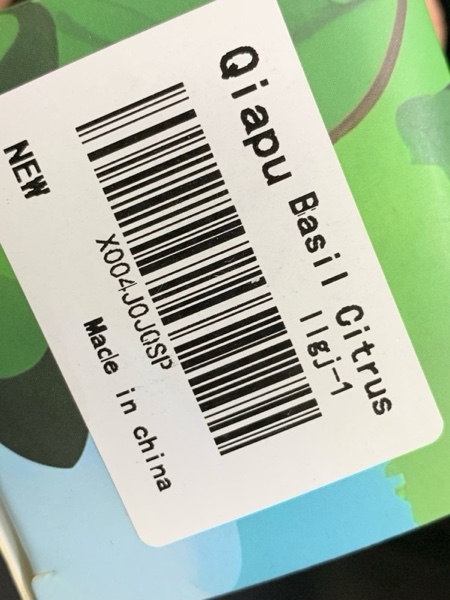 Qiapu Basil Citrus
llgj-1
X004J0JQSP
NEW
Made in china